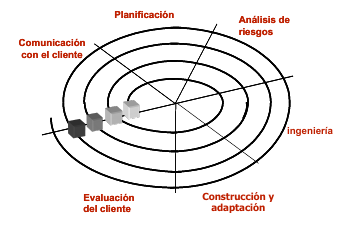 Planificación
Análisis de
riesgos
Comunicación
con el cliente
ingeniería
Evaluación
del cliente
Construcción y
adaptación